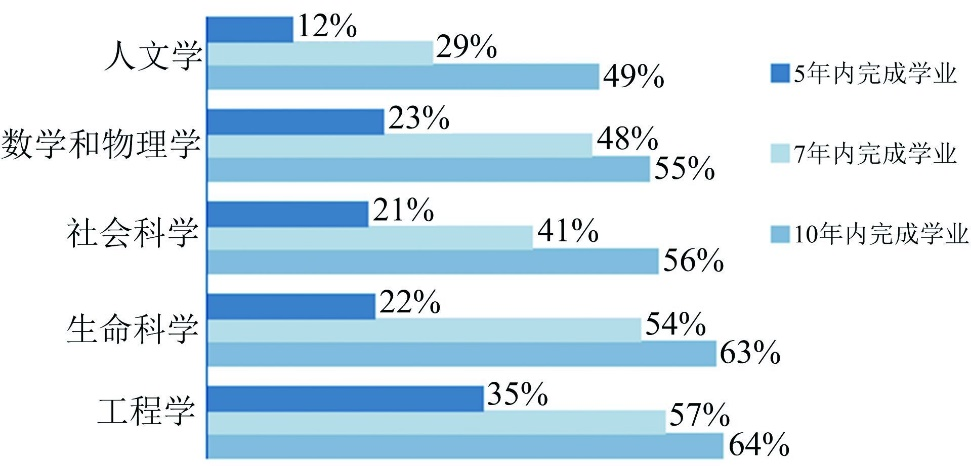 人文学
12%
29%
49%
数学和物理学
23%
48%
55%
社会科学
21%
41%
56%
生命科学
22%
54%
63%
工程学
35%
57%
64%
5年内完成学业
7年内完成学业
10年内完成学业